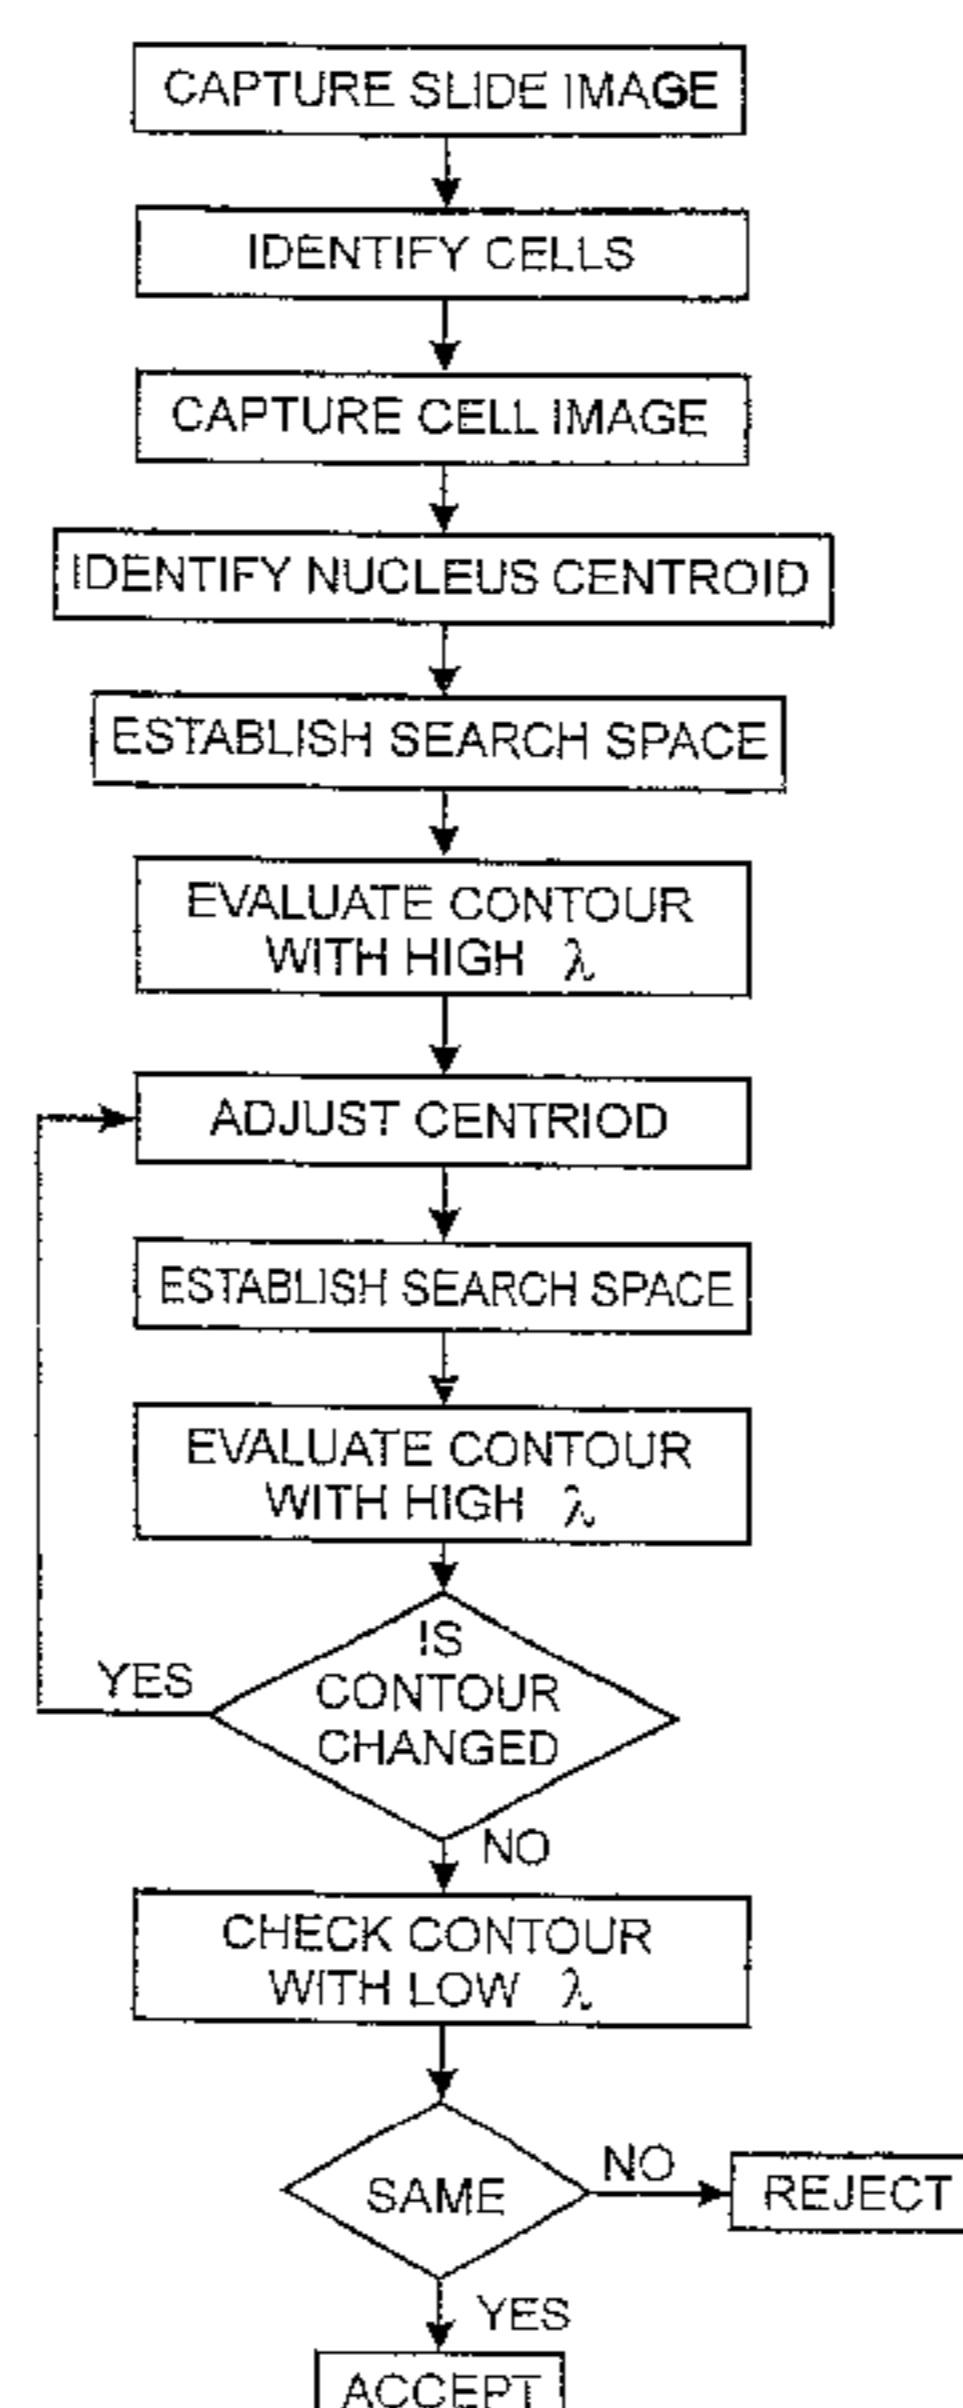 CAPTURE SLIDE IMAGE
IDENTIFY CELLS
CAPTURE CELL IMAGE
IDENTIFY NUCLEUS CENTROID
ESTABLISH SEARCH SPACE
EVALUATE CONTOUR
WITH HIGH λ
ADJUST CENTRIOD
ESTABLISH SEARCH SPACE
EVALUATE CONTOUR
WITH HIGH λ
IS
CONTOUR
CHANGED
YES
NO
CHECK CONTOUR
WITH LOW λ
SAME
NO
REJECT
YES
ACCEPT